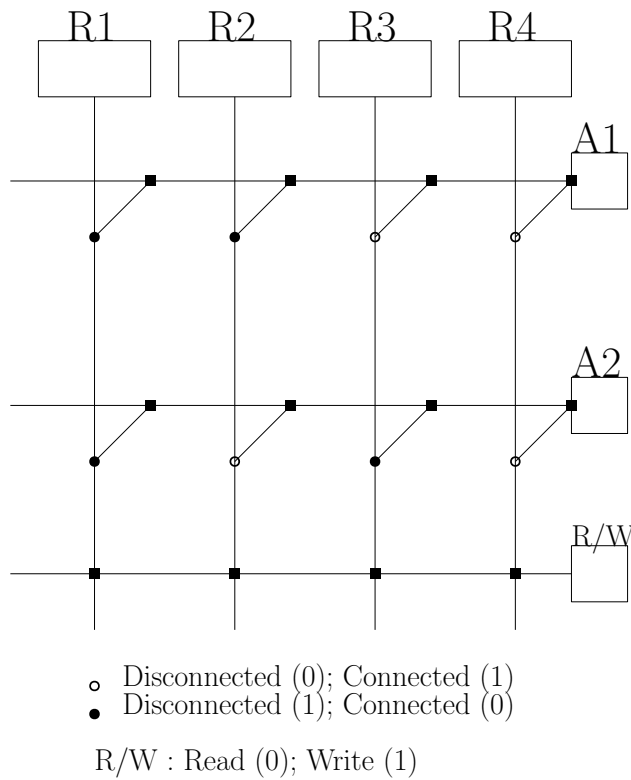 R1 R2 R3 R4
A1
A2
R/W
Disconnected (0); Connected (1)
Disconnected (1); Connected (0)
R/W : Read (0); Write (1)